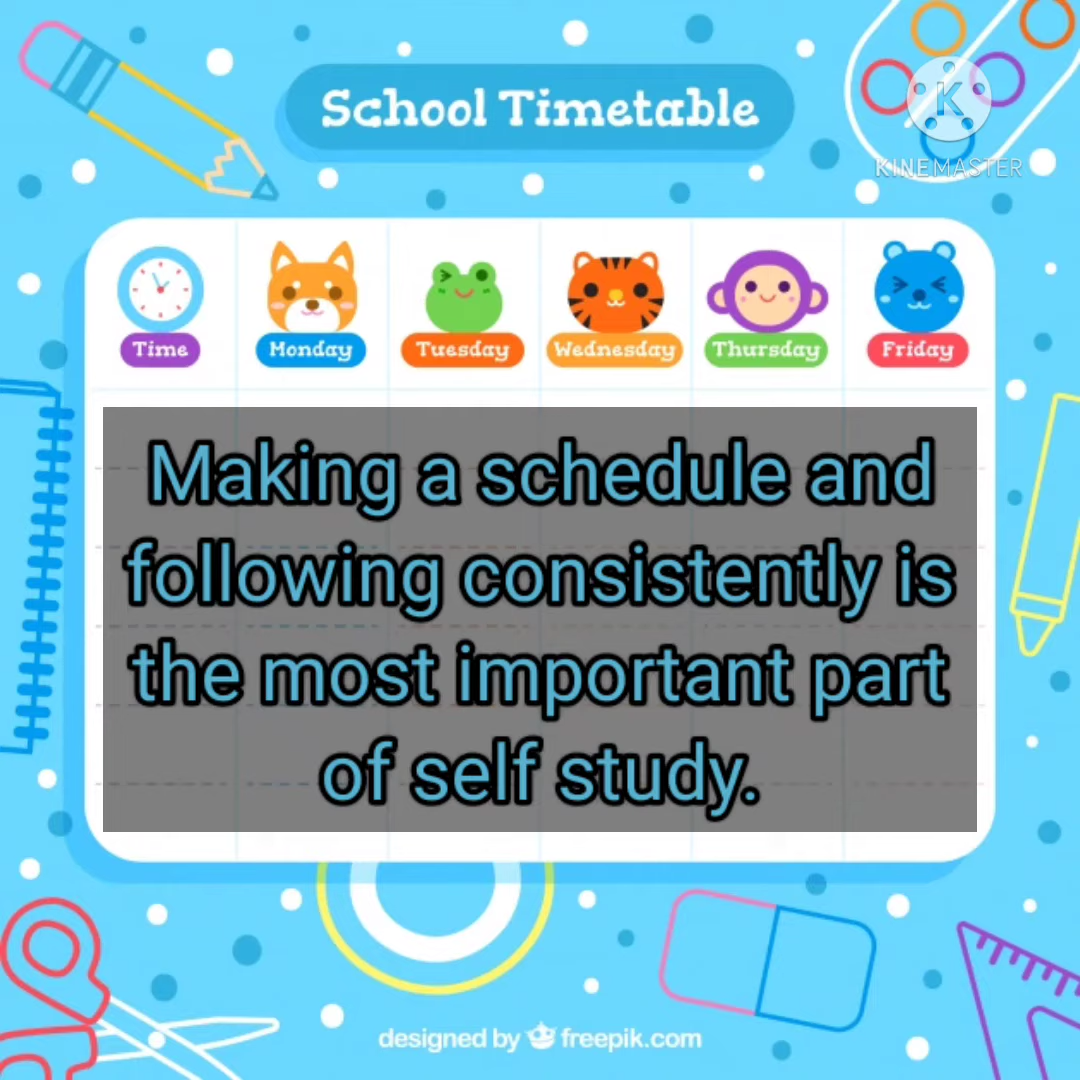 School Timetable
K
KINEMASTER
Time Monday Tuesday Wednesday Thursday Friday
Making a schedule and
following consistently is
the most important part
of self study.
designed by freepik.com